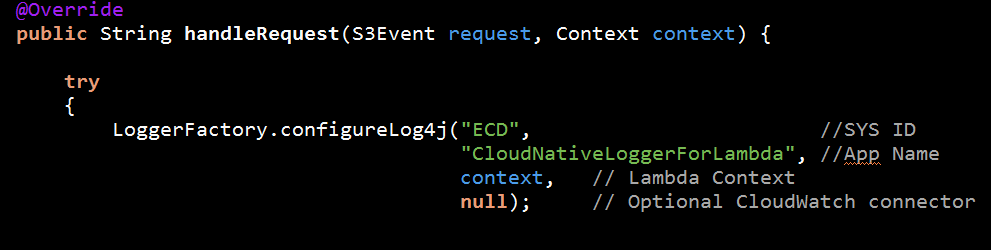 @Override
public String handleRequest(S3Event request, Context context) {
try
{
LoggerFactory.configureLog4j("ECD", //SYS ID
"CloudNativeLoggerForLambda", //App Name
context, // Lambda Context
null); // Optional CloudWatch connector